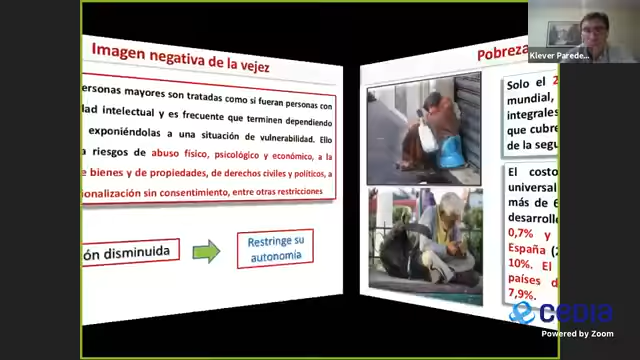 Imagen negativa de la vejez
ersonas mayores son tratadas como si fueran personas con
dad intelectual y es frecuente que terminen dependiendo
exponiéndolas a una situación de vulnerabilidad. Ello
a riesgos de abuso físico, psicológico y económico, a la
e bienes y de propiedades, de derechos civiles y políticos, a
ionalización sin consentimiento, entre otras restricciones
ón disminuida
Restringe su
autonomía
Pobreza
Solo el 2
mundial,
integrales
que cubre
de la segu
El costo
universal
más de 6
desarrollo
0,7% y
España (2
10%. El
países d
7,9%.
Klever Parede...
cedia
Powered by Zoom